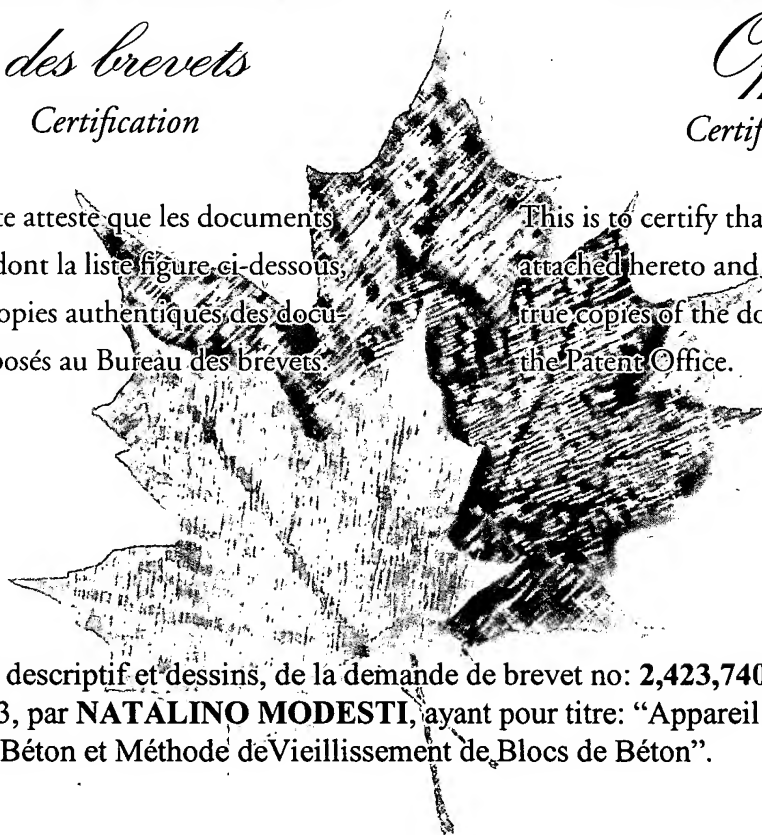 des brevets
Certification
te atteste que les documents
dont la liste figure ci-dessous,
opies authentiques des docu-
posés au Bureau des brevets.
Certif
This is to certify tha
attached hereto and
true copies of the do
the Patent Office.
descriptif et dessins, de la demande de brevet no: 2,423,740
3, par NATALINO MODESTI, ayant pour titre: “Appareil
Béton et Méthode deVieillissement de Blocs de Béton”.